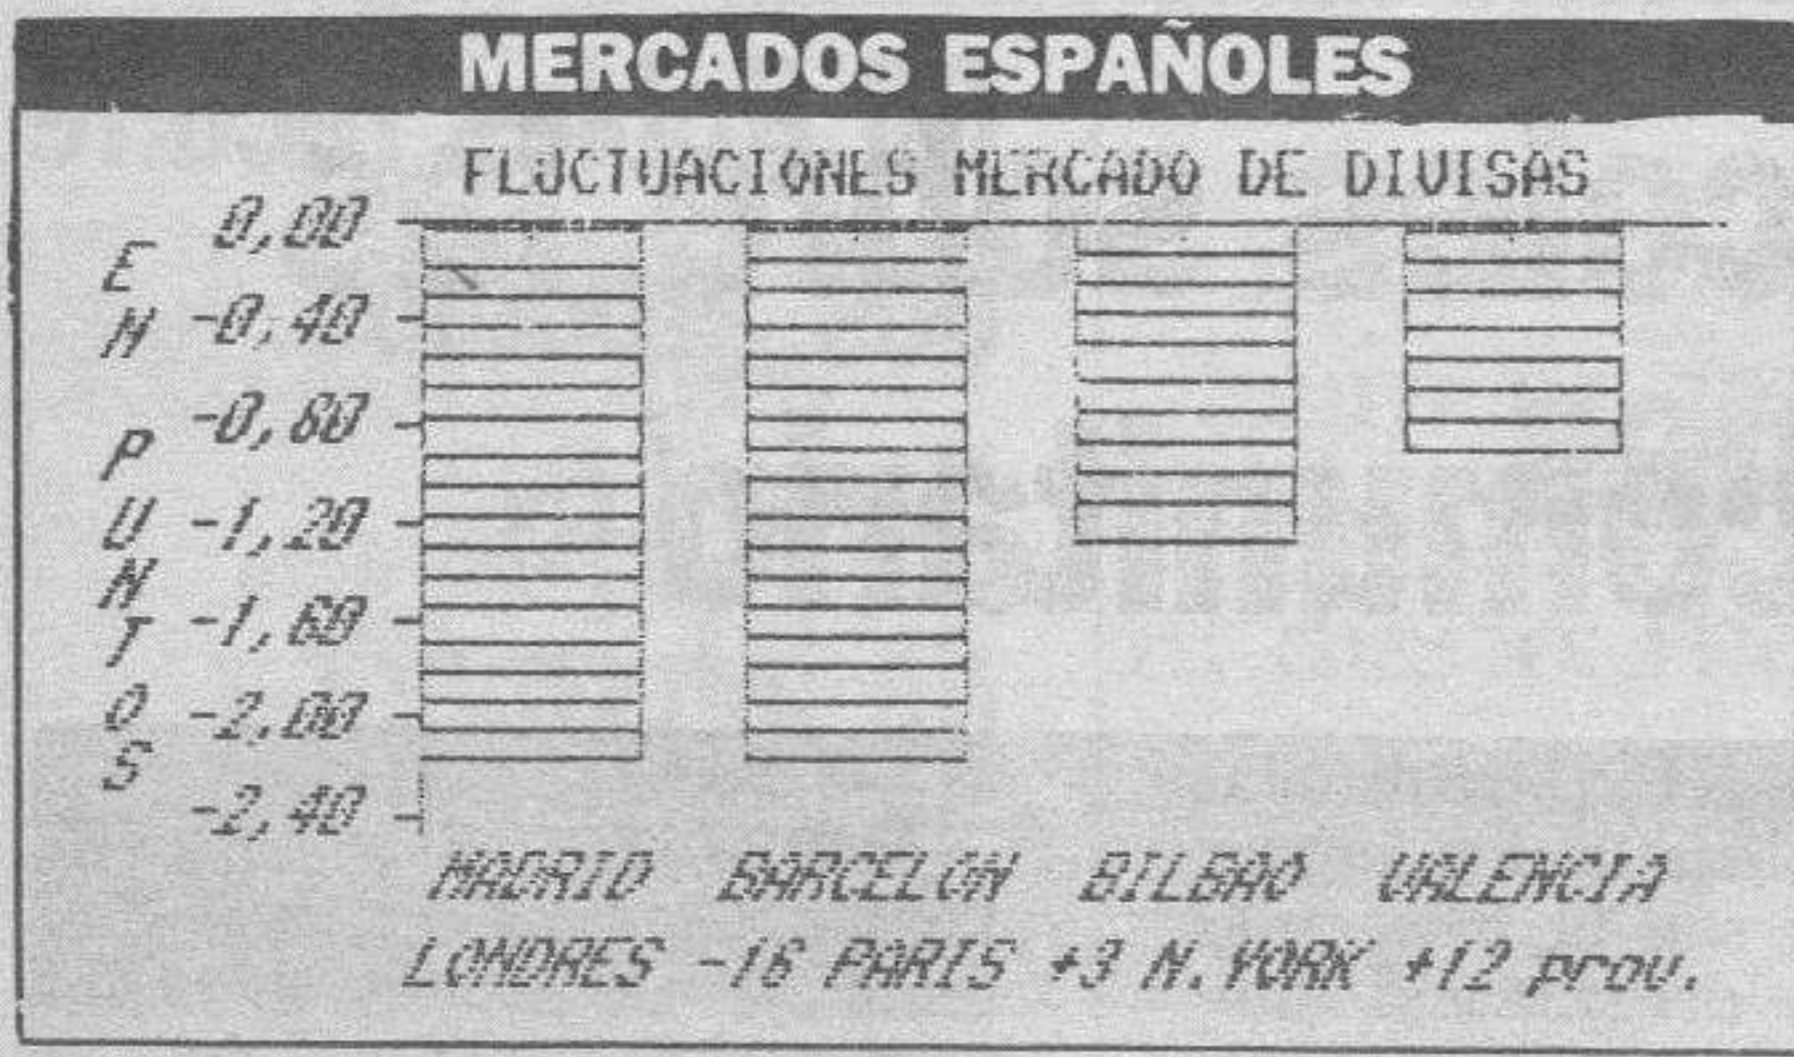 MERCADOS ESPAÑOLES
FLUCTUACIONES MERCADO DE DIVISAS
EN PUNTOS
0,00
-0,40
-0,80
-1,20
-1,60
-2,00
-2,40
MADRID BARCELON BILBAO VALENCIA
LONDRES -16 PARIS +3 N.YORK +12 prov.